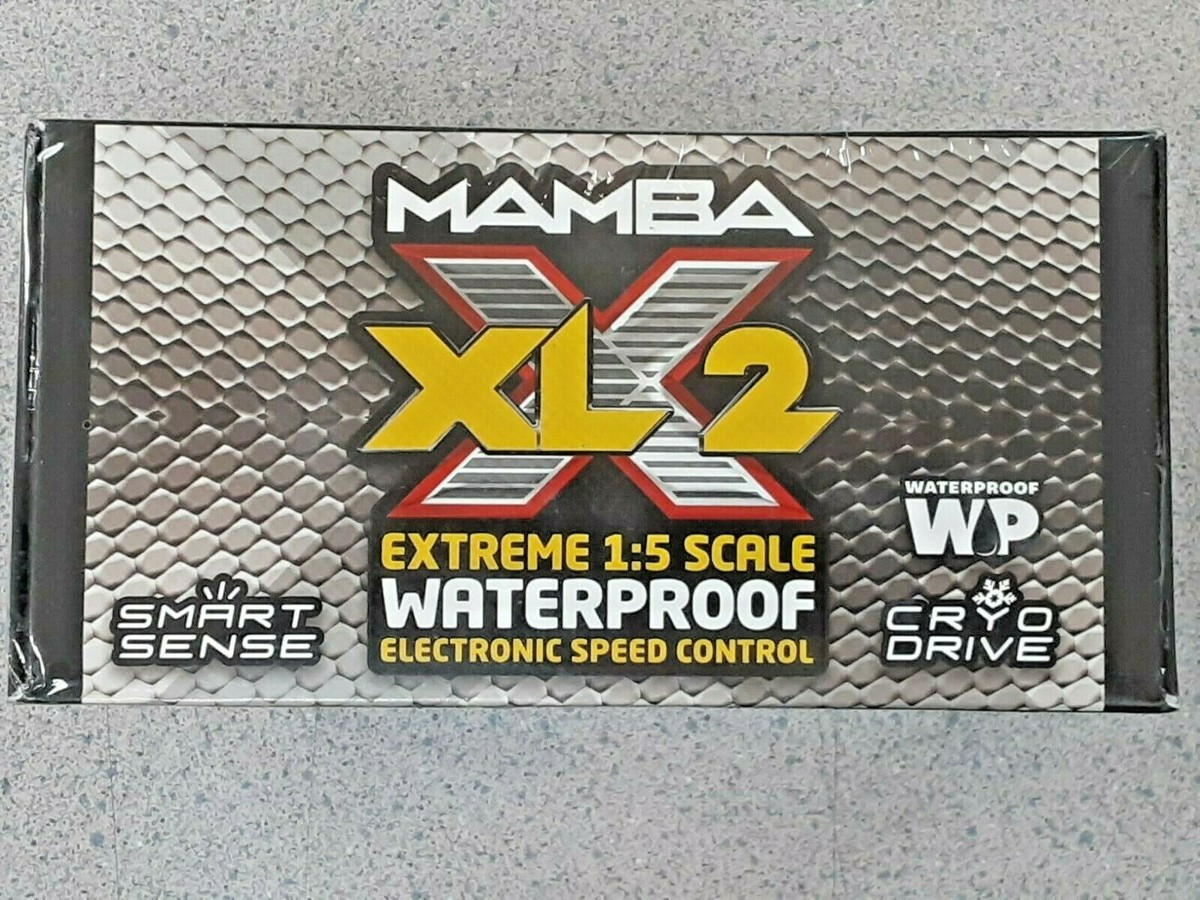 MAMBA
X
XL2
EXTREME 1:5 SCALE
WATERPROOF
ELECTRONIC SPEED CONTROL
SMART
SENSE
WATERPROOF
WP
CRYO
DRIVE